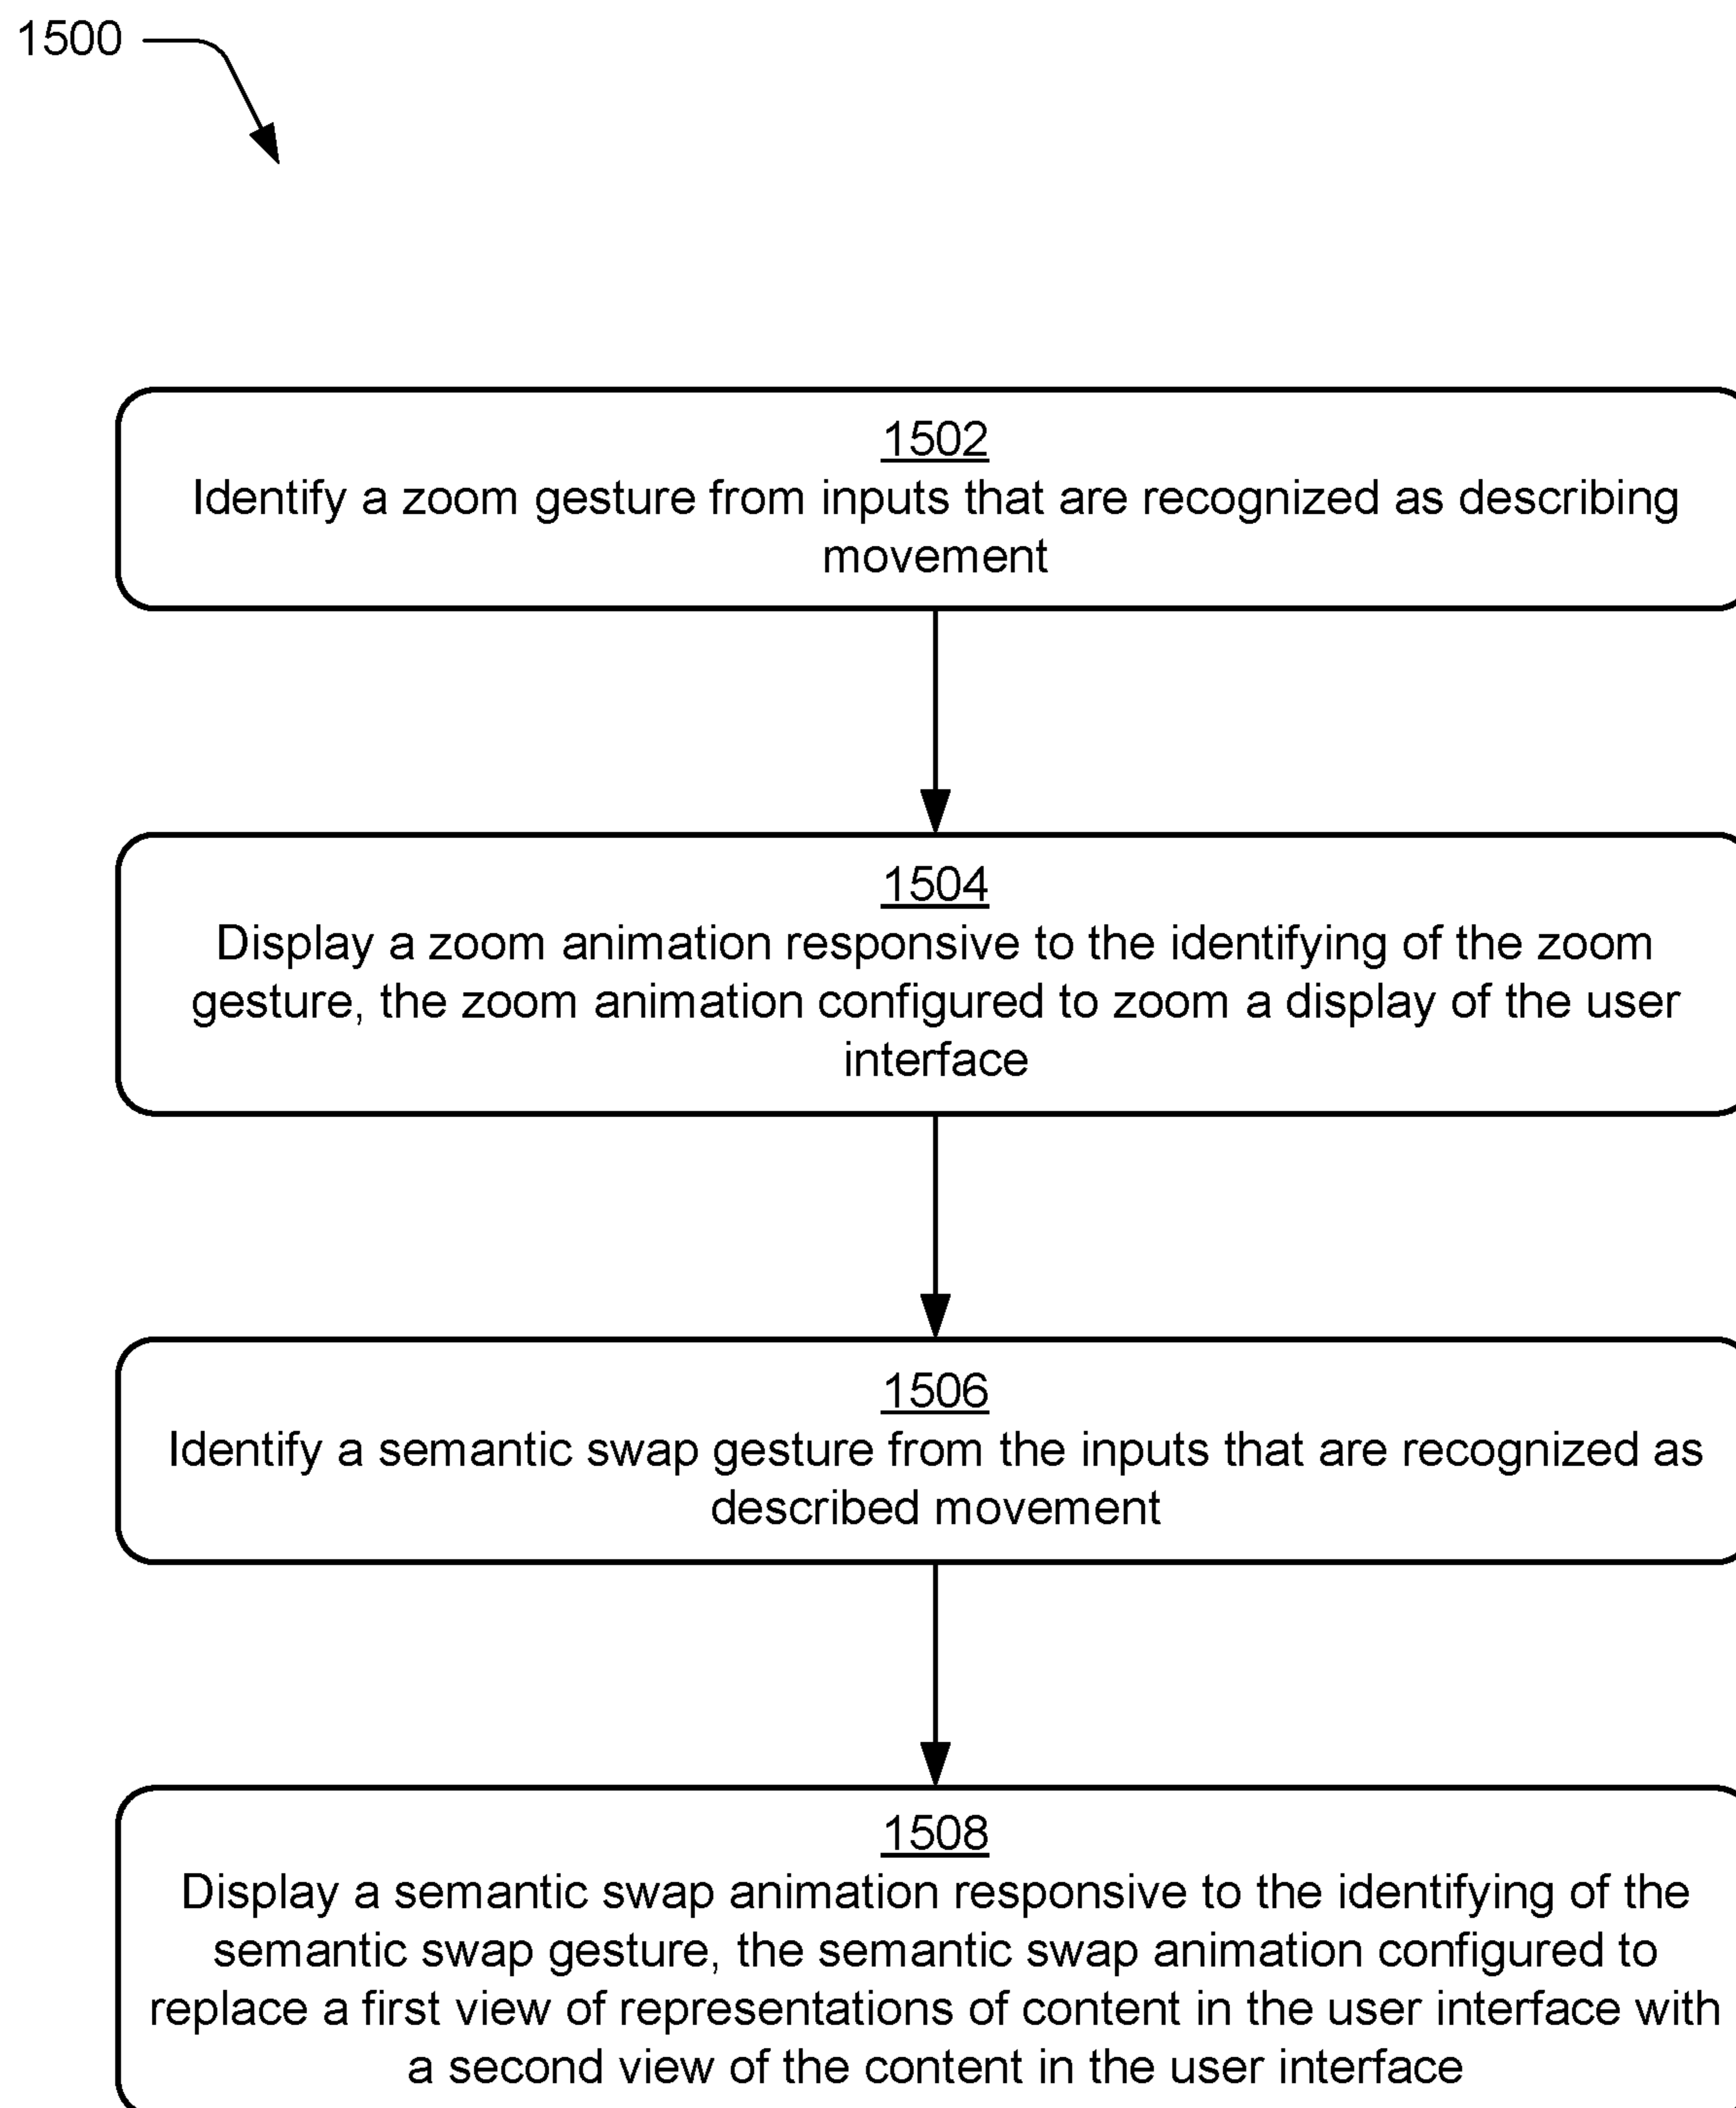 1500
1502
Identify a zoom gesture from inputs that are recognized as describing
movement
1504
Display a zoom animation responsive to the identifying of the zoom
gesture, the zoom animation configured to zoom a display of the user
interface
1506
Identify a semantic swap gesture from the inputs that are recognized as
described movement
1508
Display a semantic swap animation responsive to the identifying of the
semantic swap gesture, the semantic swap animation configured to
replace a first view of representations of content in the user interface with
a second view of the content in the user interface